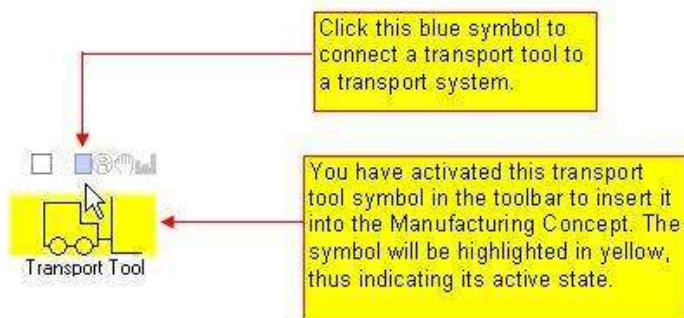 Click this blue symbol to
connect a transport tool to
a transport system.
You have activated this transport
tool symbol in the toolbar to insert it
into the Manufacturing Concept. The
symbol will be highlighted in yellow,
thus indicating its active state.
Transport Tool